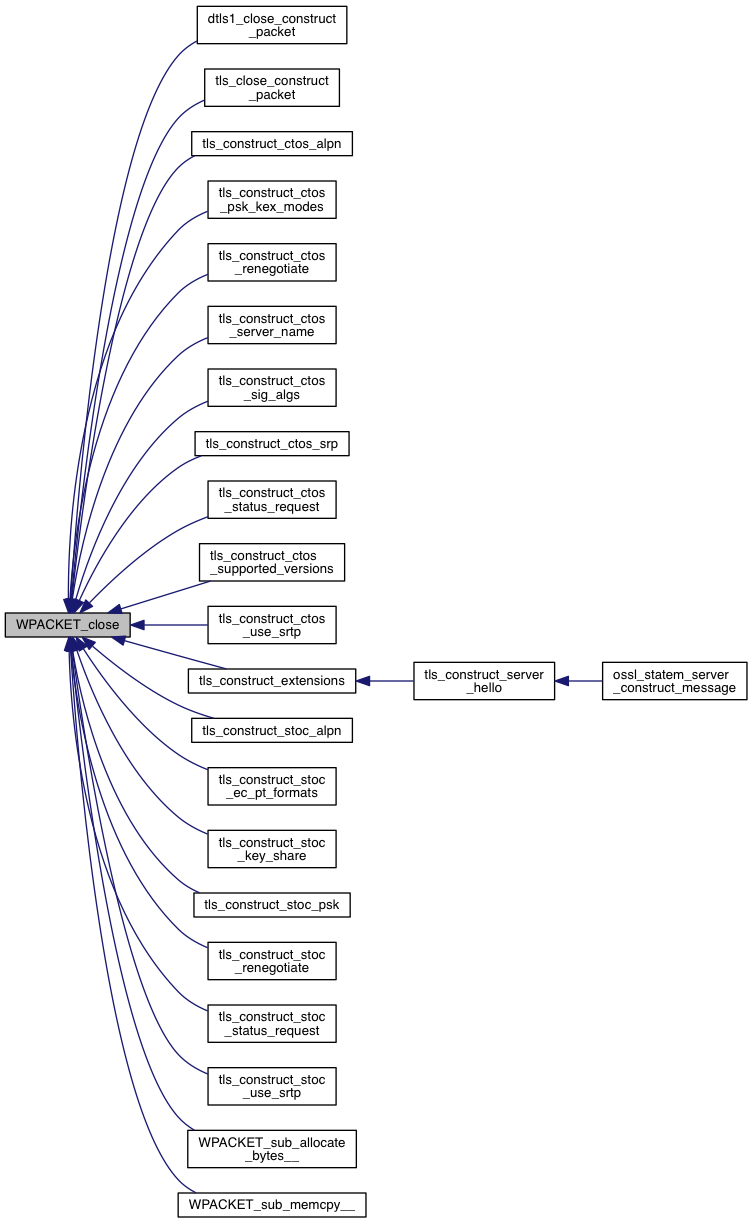 dtls1_close_construct
_packet
tls_close_construct
_packet
tls_construct_ctos_alpn
tls_construct_ctos
_psk_kex_modes
tls_construct_ctos
_renegotiate
tls_construct_ctos
_server_name
tls_construct_ctos
_sig_algs
tls_construct_ctos_srp
tls_construct_ctos
_status_request
tls_construct_ctos
_supported_versions
WPACKET_close
tls_construct_ctos
_use_srtp
tls_construct_extensions
tls_construct_server
_hello
ossl_statem_server
_construct_message
tls_construct_stoc_alpn
tls_construct_stoc
_ec_pt_formats
tls_construct_stoc
_key_share
tls_construct_stoc_psk
tls_construct_stoc
_renegotiate
tls_construct_stoc
_status_request
tls_construct_stoc
_use_srtp
WPACKET_sub_allocate
_bytes__
WPACKET_sub_memcpy__